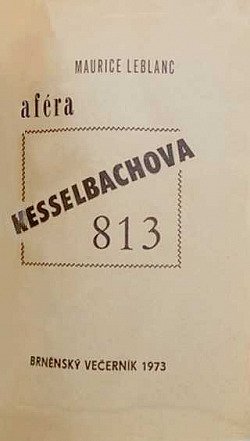 MAURICE LEBLANC
aféra
KESSELBACHOVA
813
BRNĚNSKÝ VEČERNÍK 1973